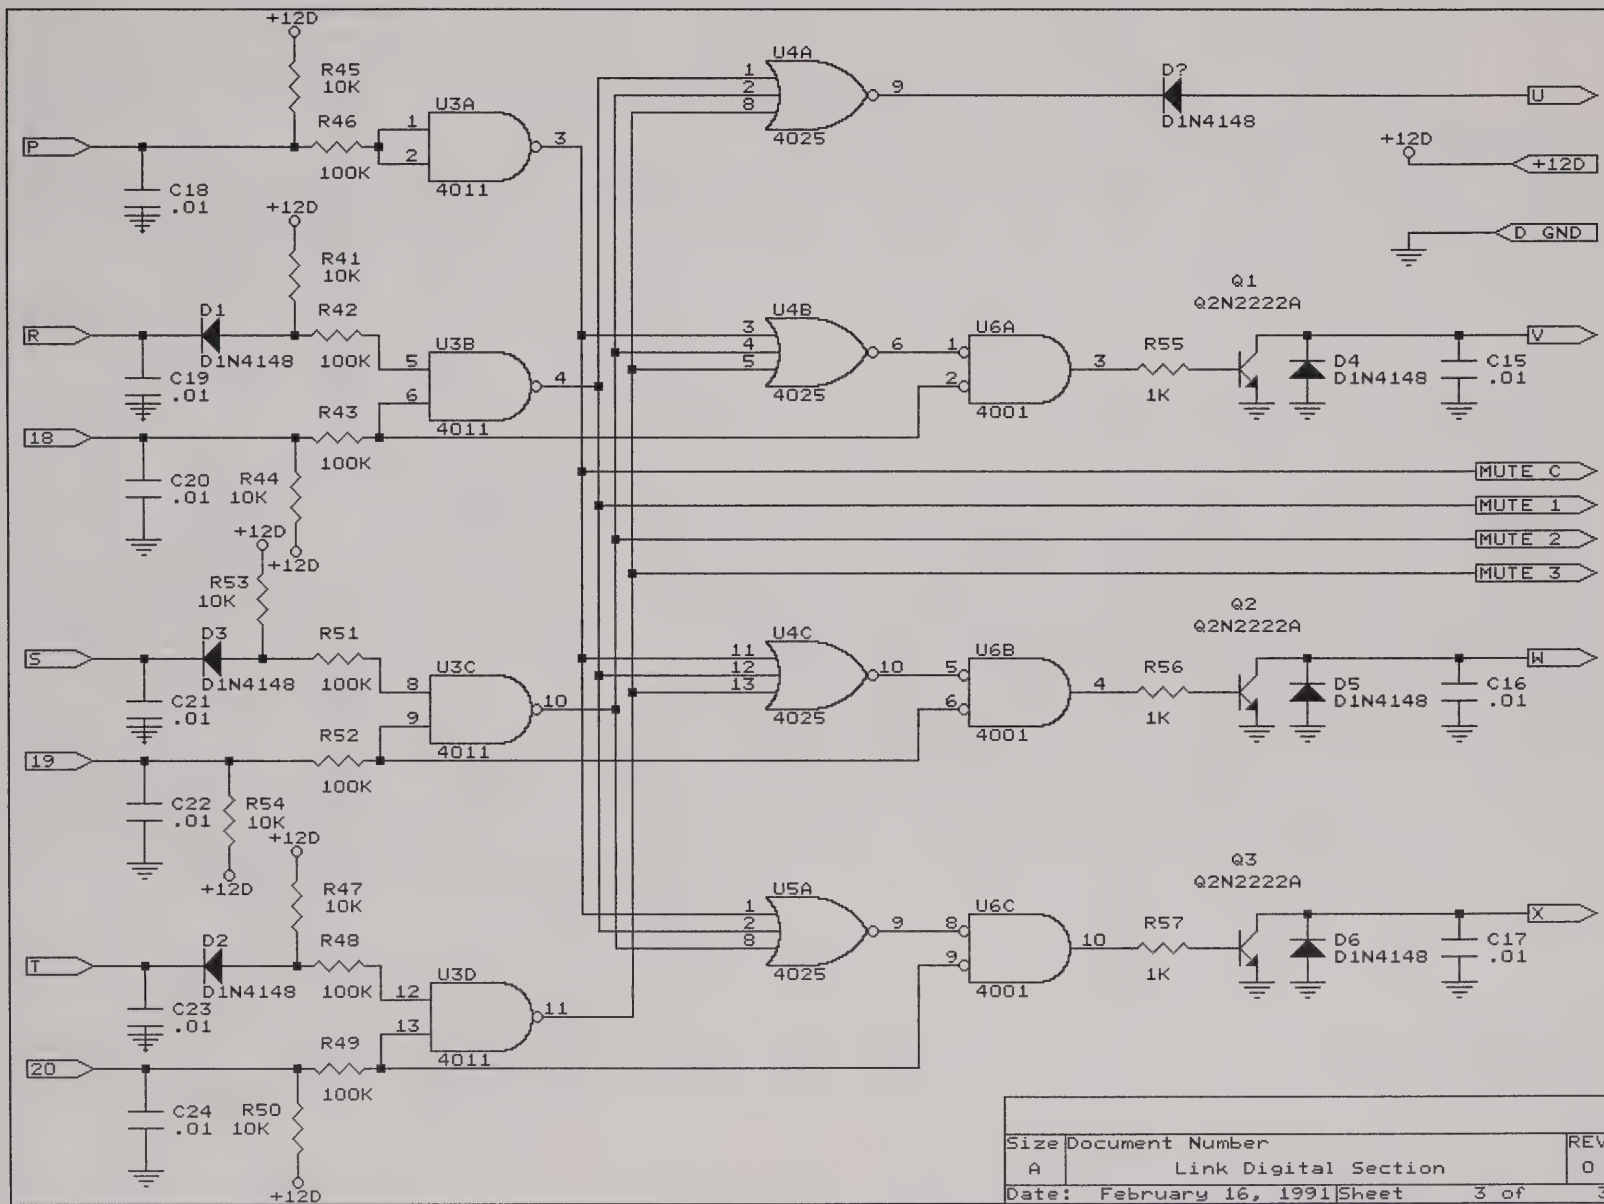 +12D
R45
10K
R46
100K
P
C18
.01
U3A
1
2
3
4011
U4A
1
2
8
9
4025
D?
D1N4148
U
+12D
+12D
D GND
+12D
R41
10K
R42
100K
D1
D1N4148
R
C19
.01
U3B
5
6
4
4011
18
R43
100K
C20
.01
R44
10K
+12D
U4B
3
4
5
6
4025
U6A
1
2
3
4001
R55
1K
Q1
Q2N2222A
D4
D1N4148
C15
.01
V
MUTE C
MUTE 1
MUTE 2
MUTE 3
+12D
R53
10K
D3
D1N4148
R51
100K
S
C21
.01
U3C
8
9
10
4011
19
R52
100K
C22
.01
R54
10K
+12D
U4C
11
12
13
10
4025
U6B
5
6
4
4001
R56
1K
Q2
Q2N2222A
D5
D1N4148
C16
.01
W
+12D
R47
10K
D2
D1N4148
R48
100K
T
C23
.01
U3D
12
13
11
4011
20
R49
100K
C24
.01
R50
10K
+12D
U5A
1
2
8
9
4025
U6C
8
9
10
4001
R57
1K
Q3
Q2N2222A
D6
D1N4148
C17
.01
X
Size Document Number REV
A Link Digital Section 0
Date: February 16, 1991 Sheet 3 of 3